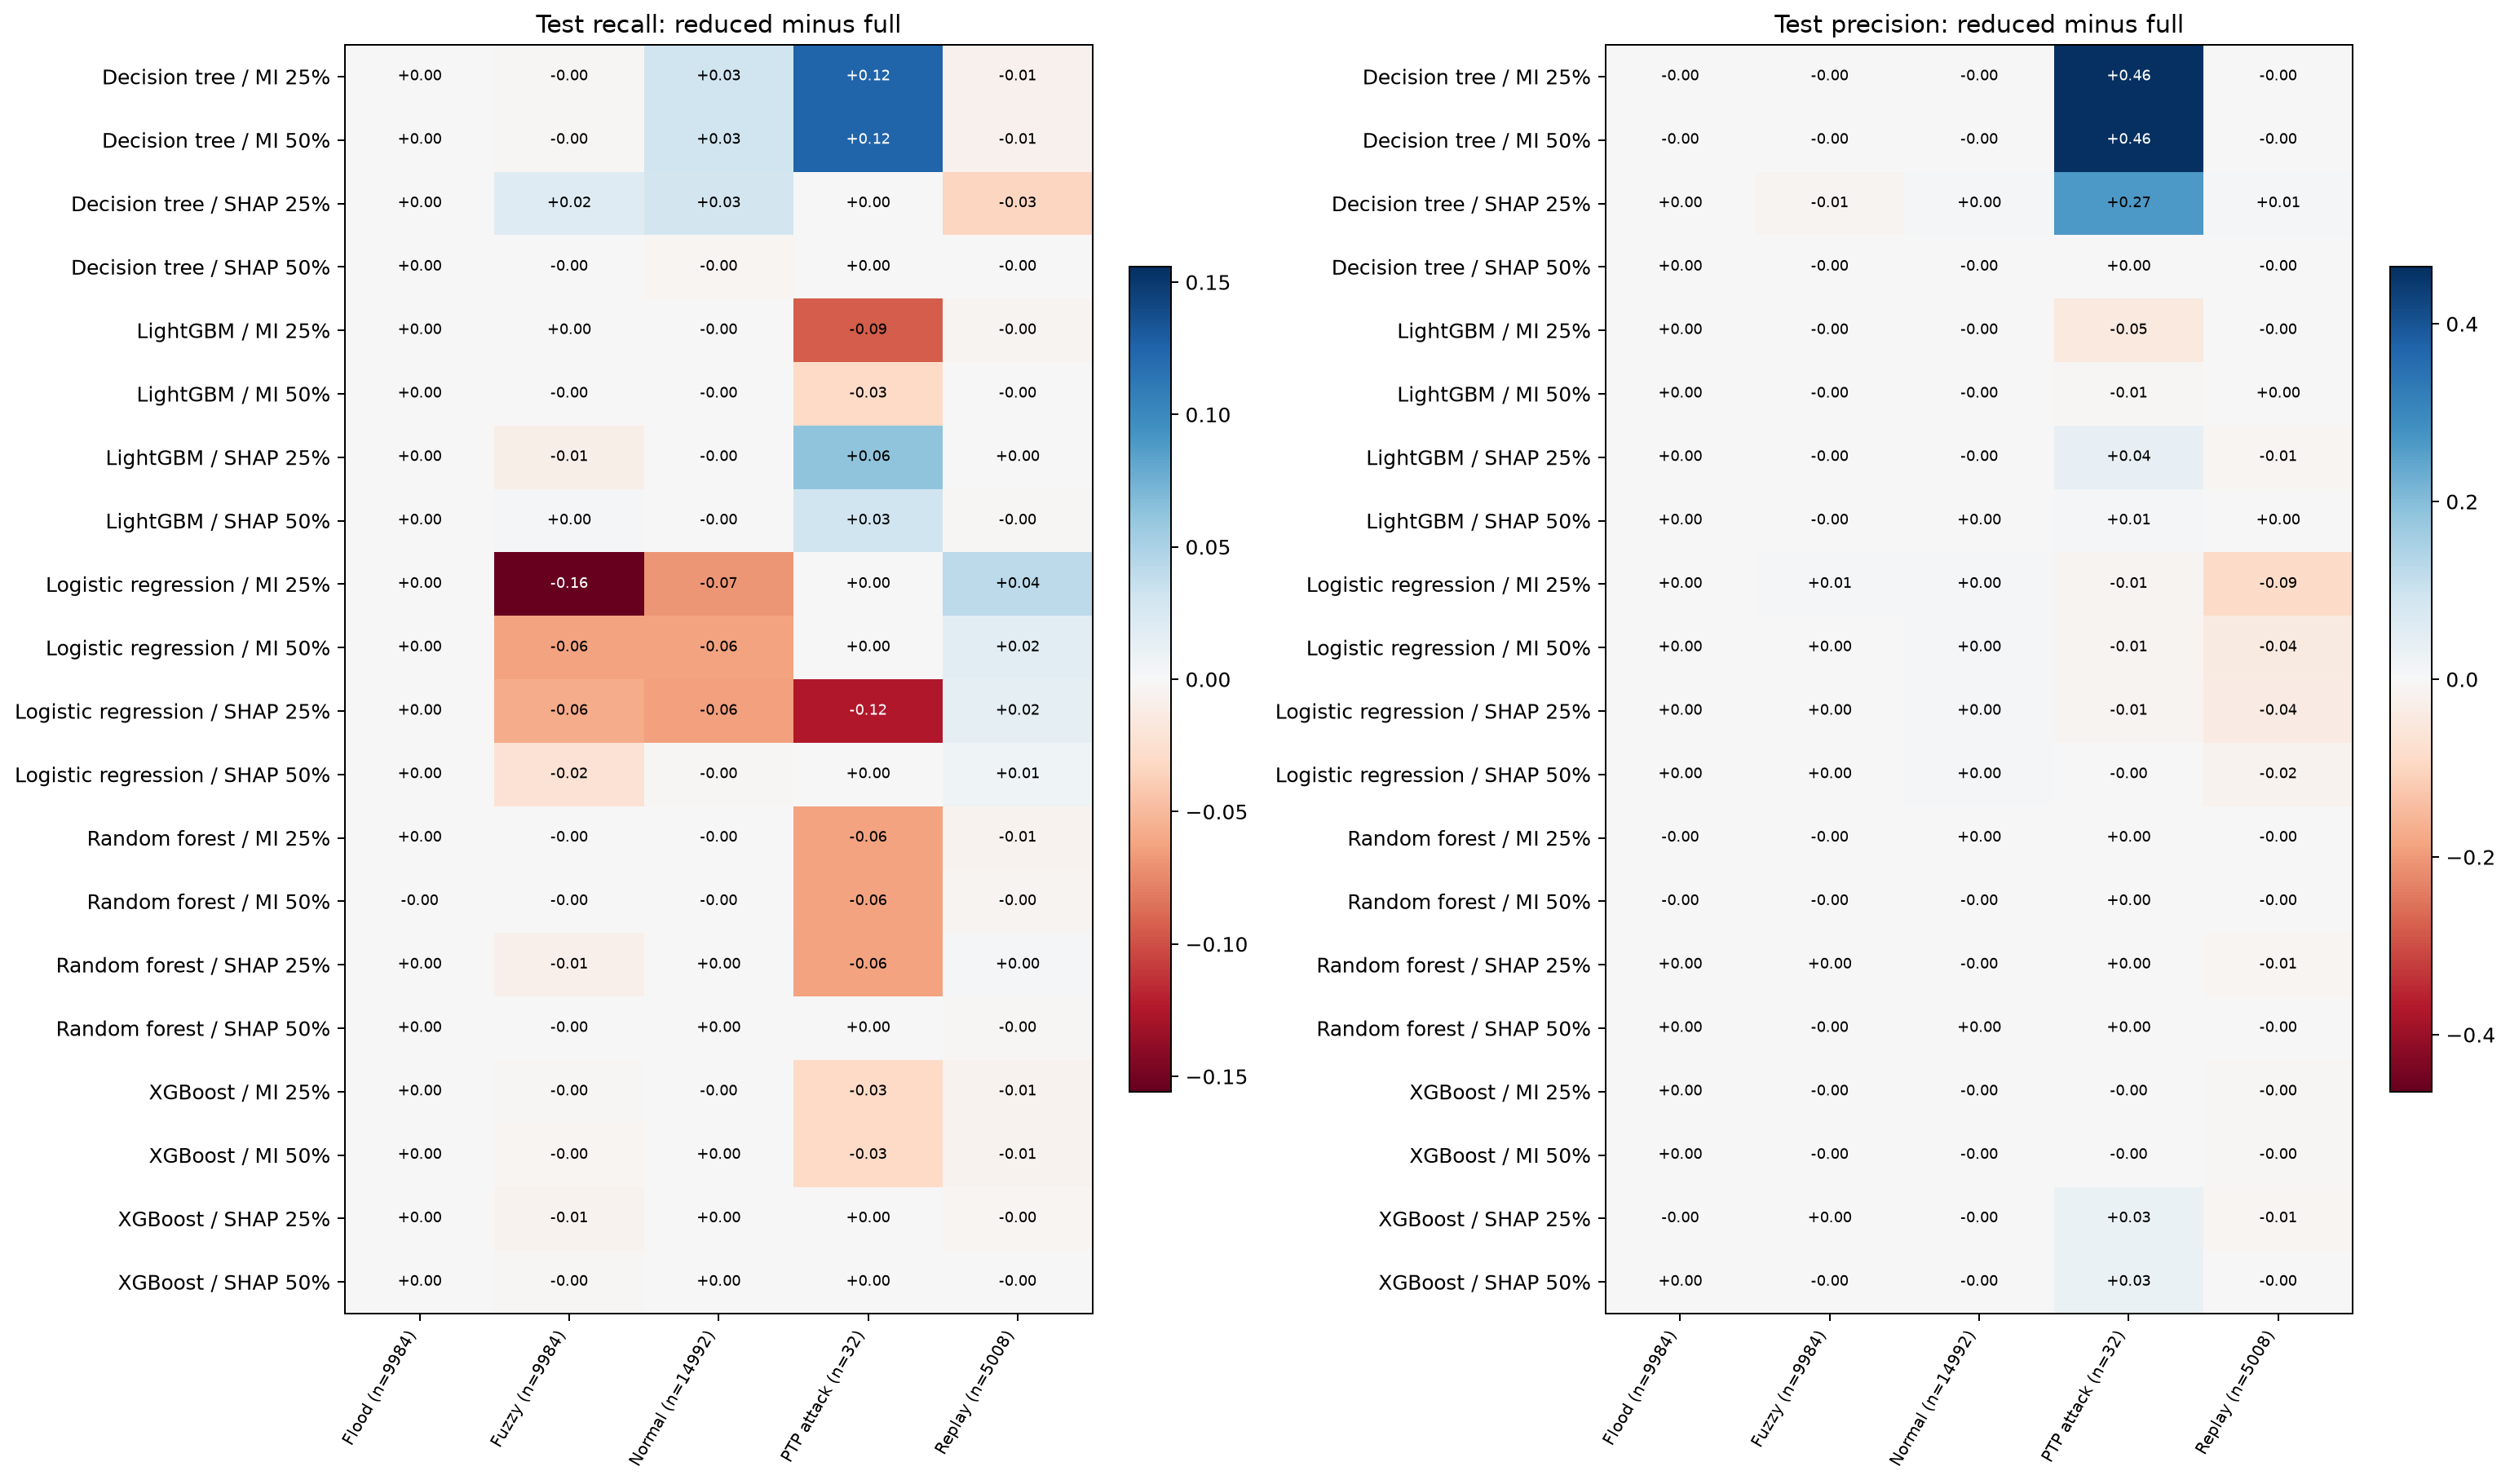 Test recall: reduced minus full
Decision tree / MI 25% +0.00 -0.00 +0.03 +0.12 -0.01
Decision tree / MI 50% +0.00 -0.00 +0.03 +0.12 -0.01
Decision tree / SHAP 25% +0.00 +0.02 +0.03 +0.00 -0.03
Decision tree / SHAP 50% +0.00 -0.00 -0.00 +0.00 -0.00
LightGBM / MI 25% +0.00 +0.00 -0.00 -0.09 -0.00
LightGBM / MI 50% +0.00 -0.00 -0.00 -0.03 -0.00
LightGBM / SHAP 25% +0.00 -0.01 -0.00 +0.06 +0.00
LightGBM / SHAP 50% +0.00 +0.00 -0.00 +0.03 -0.00
Logistic regression / MI 25% +0.00 -0.16 -0.07 +0.00 +0.04
Logistic regression / MI 50% +0.00 -0.06 -0.06 +0.00 +0.02
Logistic regression / SHAP 25% +0.00 -0.06 -0.06 -0.12 +0.02
Logistic regression / SHAP 50% +0.00 -0.02 -0.00 +0.00 +0.01
Random forest / MI 25% +0.00 -0.00 -0.00 -0.06 -0.01
Random forest / MI 50% -0.00 -0.00 -0.00 -0.06 -0.00
Random forest / SHAP 25% +0.00 -0.01 +0.00 -0.06 +0.00
Random forest / SHAP 50% +0.00 -0.00 +0.00 +0.00 -0.00
XGBoost / MI 25% +0.00 -0.00 -0.00 -0.03 -0.01
XGBoost / MI 50% +0.00 -0.00 +0.00 -0.03 -0.01
XGBoost / SHAP 25% +0.00 -0.01 +0.00 +0.00 -0.00
XGBoost / SHAP 50% +0.00 -0.00 +0.00 +0.00 -0.00
Flood (n=9984)
Fuzzy (n=9984)
Normal (n=14992)
PTP attack (n=32)
Replay (n=5008)
0.15
0.10
0.05
0.00
−0.05
−0.10
−0.15
Test precision: reduced minus full
Decision tree / MI 25% -0.00 -0.00 -0.00 +0.46 -0.00
Decision tree / MI 50% -0.00 -0.00 -0.00 +0.46 -0.00
Decision tree / SHAP 25% +0.00 -0.01 +0.00 +0.27 +0.01
Decision tree / SHAP 50% +0.00 -0.00 -0.00 +0.00 -0.00
LightGBM / MI 25% +0.00 -0.00 -0.00 -0.05 -0.00
LightGBM / MI 50% +0.00 -0.00 -0.00 -0.01 +0.00
LightGBM / SHAP 25% +0.00 -0.00 -0.00 +0.04 -0.01
LightGBM / SHAP 50% +0.00 -0.00 +0.00 +0.01 +0.00
Logistic regression / MI 25% +0.00 +0.01 +0.00 -0.01 -0.09
Logistic regression / MI 50% +0.00 +0.00 +0.00 -0.01 -0.04
Logistic regression / SHAP 25% +0.00 +0.00 +0.00 -0.01 -0.04
Logistic regression / SHAP 50% +0.00 +0.00 +0.00 -0.00 -0.02
Random forest / MI 25% -0.00 -0.00 +0.00 +0.00 -0.00
Random forest / MI 50% -0.00 -0.00 -0.00 +0.00 -0.00
Random forest / SHAP 25% +0.00 +0.00 -0.00 +0.00 -0.01
Random forest / SHAP 50% +0.00 -0.00 +0.00 +0.00 -0.00
XGBoost / MI 25% +0.00 -0.00 -0.00 -0.00 -0.00
XGBoost / MI 50% +0.00 -0.00 -0.00 -0.00 -0.00
XGBoost / SHAP 25% -0.00 +0.00 -0.00 +0.03 -0.01
XGBoost / SHAP 50% +0.00 -0.00 -0.00 +0.03 -0.00
Flood (n=9984)
Fuzzy (n=9984)
Normal (n=14992)
PTP attack (n=32)
Replay (n=5008)
0.4
0.2
0.0
−0.2
−0.4